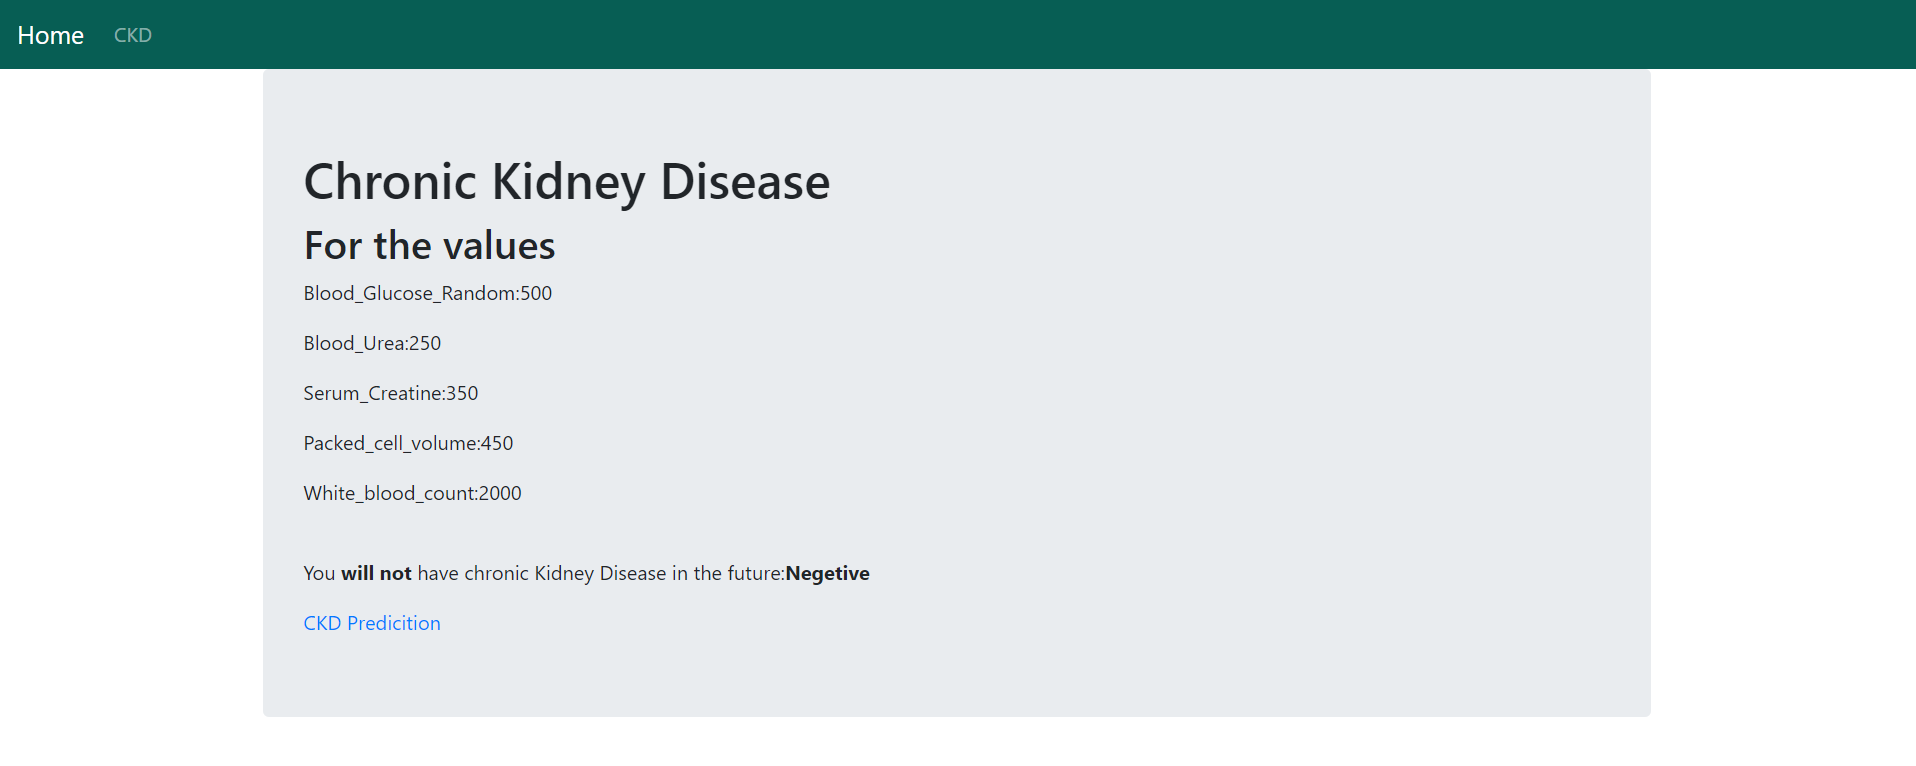 Home CKD
Chronic Kidney Disease
For the values
Blood_Glucose_Random:500
Blood_Urea:250
Serum_Creatine:350
Packed_cell_volume:450
White_blood_count:2000
You will not have chronic Kidney Disease in the future:Negetive
CKD Predicition